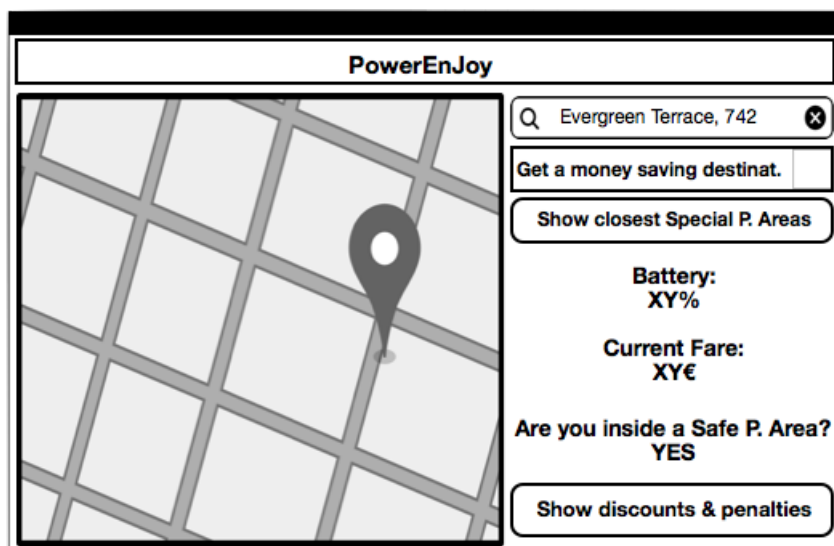 PowerEnJoy
Evergreen Terrace, 742
Get a money saving destinat.
Show closest Special P. Areas
Battery:
XY%
Current Fare:
XY€
Are you inside a Safe P. Area?
YES
Show discounts & penalties